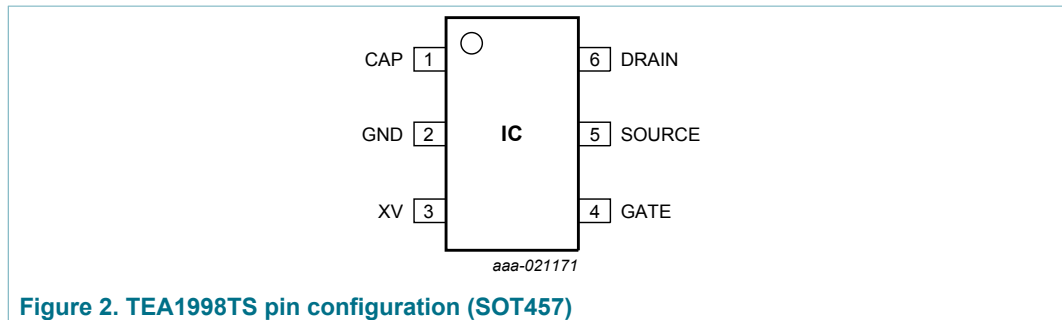 CAP 1 6 DRAIN
GND 2 IC 5 SOURCE
XV 3 4 GATE
aaa-021171
Figure 2. TEA1998TS pin configuration (SOT457)